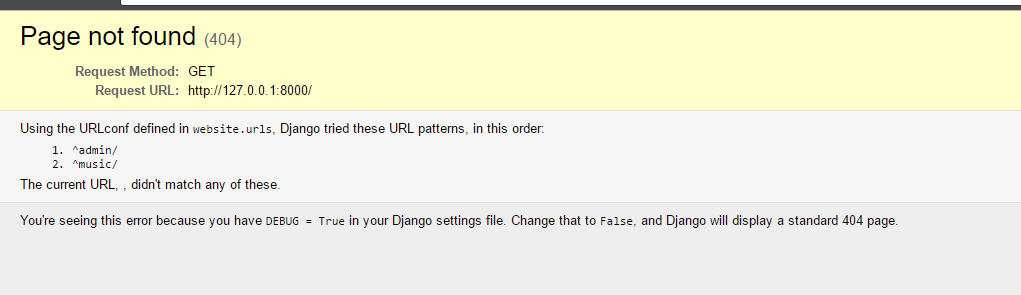 Page not found (404)
Request Method: GET
Request URL: http://127.0.0.1:8000/
Using the URLconf defined in website.urls, Django tried these URL patterns, in this order:
1. ^admin/
2. ^music/
The current URL, , didn't match any of these.
You're seeing this error because you have DEBUG = True in your Django settings file. Change that to False, and Django will display a standard 404 page.